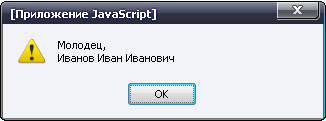 [Приложение JavaScript]
Молодец,
Иванов Иван Иванович
OK